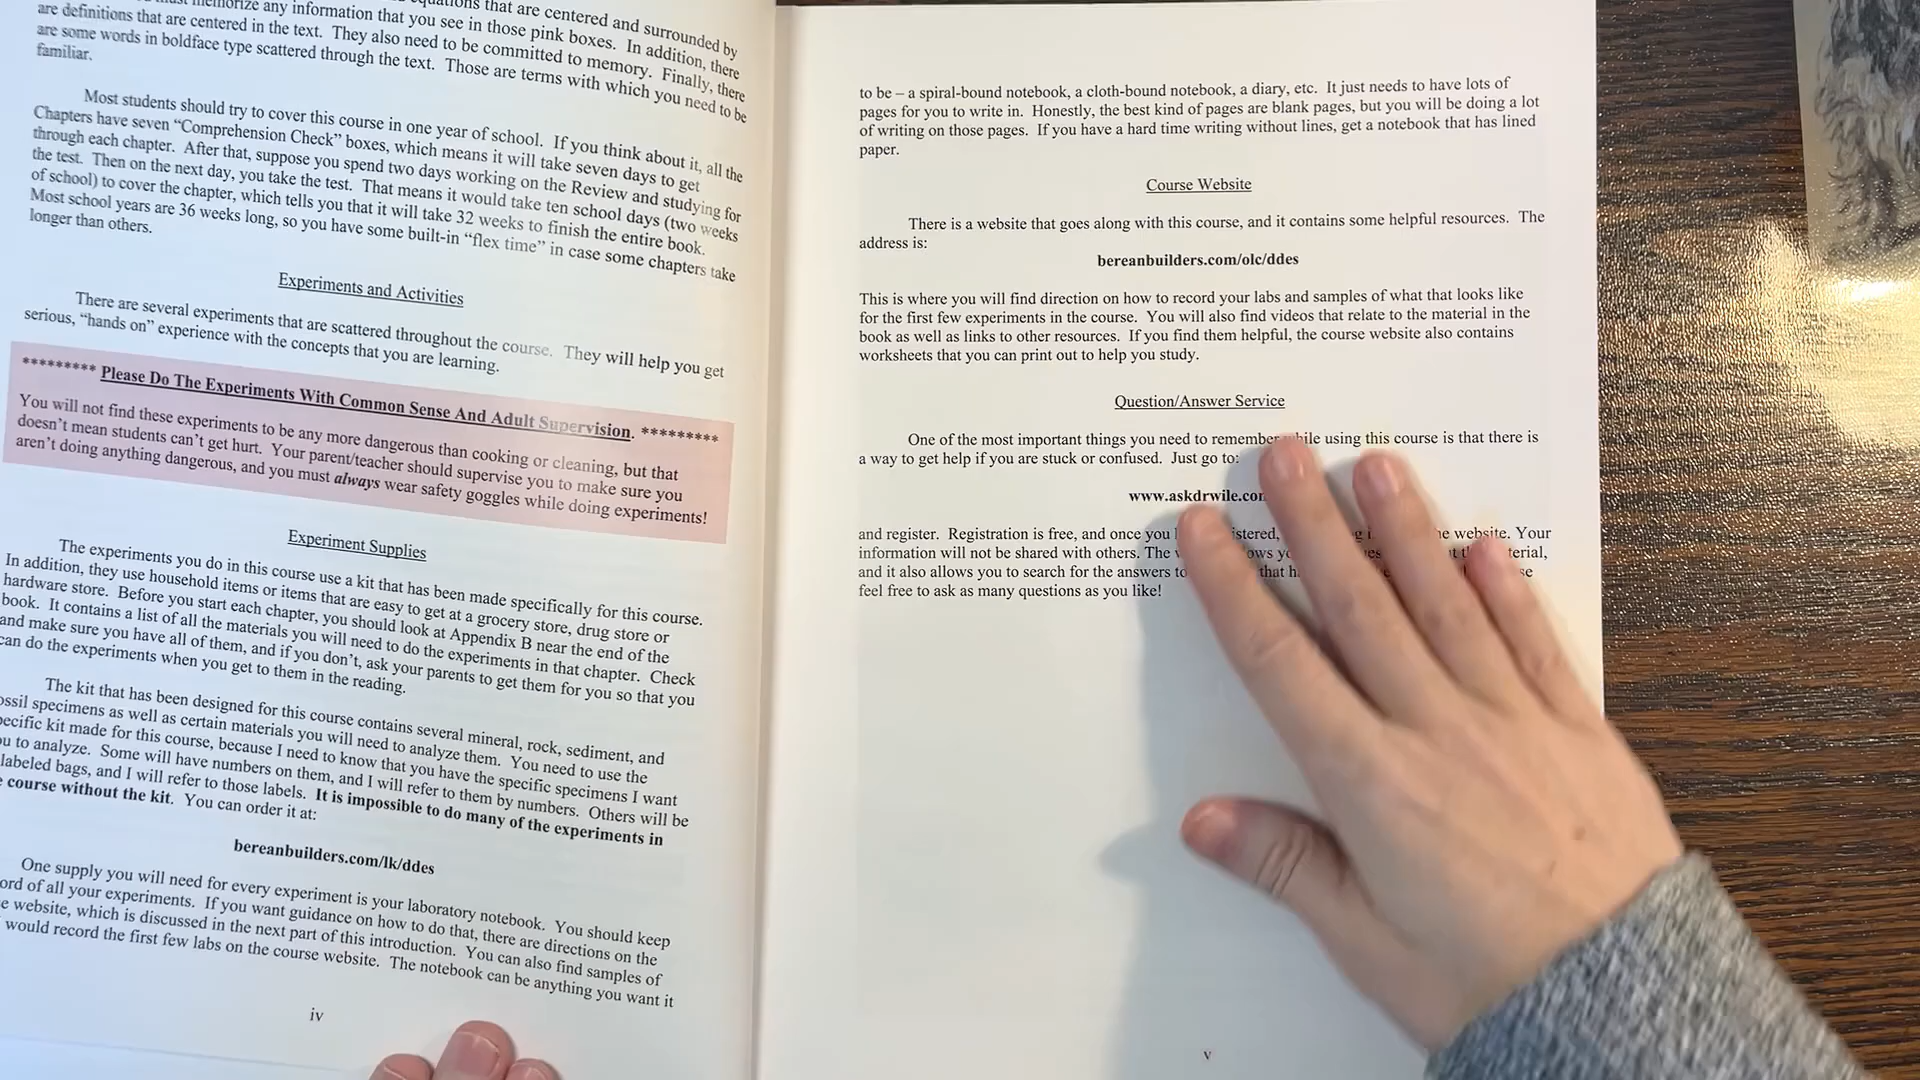 equations that are centered and surrounded by
memorize any information that you see in those pink boxes. In addition, there
are definitions that are centered in the text. They also need to be committed to memory. Finally, there
are some words in boldface type scattered through the text. Those are terms with which you need to be
familiar.
Most students should try to cover this course in one year of school. If you think about it, all the
Chapters have seven “Comprehension Check” boxes, which means it will take seven days to get
through each chapter. After that, suppose you spend two days working on the Review and studying for
the test. Then on the next day, you take the test. That means it would take ten school days (two weeks
of school) to cover the chapter, which tells you that it will take 32 weeks to finish the entire book.
Most school years are 36 weeks long, so you have some built-in “flex time” in case some chapters take
longer than others.
Experiments and Activities
There are several experiments that are scattered throughout the course. They will help you get
serious, “hands on” experience with the concepts that you are learning.
********* Please Do The Experiments With Common Sense And Adult Supervision. *********
You will not find these experiments to be any more dangerous than cooking or cleaning, but that
doesn’t mean students can’t get hurt. Your parent/teacher should supervise you to make sure you
aren’t doing anything dangerous, and you must always wear safety goggles while doing experiments!
Experiment Supplies
The experiments you do in this course use a kit that has been made specifically for this course.
In addition, they use household items or items that are easy to get at a grocery store, drug store or
hardware store. Before you start each chapter, you should look at Appendix B near the end of the
book. It contains a list of all the materials you will need to do the experiments in that chapter. Check
and make sure you have all of them, and if you don’t, ask your parents to get them for you so that you
can do the experiments when you get to them in the reading.
The kit that has been designed for this course contains several mineral, rock, sediment, and
ossil specimens as well as certain materials you will need to analyze them. You need to use the
pecific kit made for this course, because I need to know that you have the specific specimens I want
ou to analyze. Some will have numbers on them, and I will refer to them by numbers. Others will be
labeled bags, and I will refer to those labels. It is impossible to do many of the experiments in
e course without the kit. You can order it at:
bereanbuilders.com/lk/ddes
One supply you will need for every experiment is your laboratory notebook. You should keep
ord of all your experiments. If you want guidance on how to do that, there are directions on the
e website, which is discussed in the next part of this introduction. You can also find samples of
would record the first few labs on the course website. The notebook can be anything you want it
iv
to be – a spiral-bound notebook, a cloth-bound notebook, a diary, etc. It just needs to have lots of
pages for you to write in. Honestly, the best kind of pages are blank pages, but you will be doing a lot
of writing on those pages. If you have a hard time writing without lines, get a notebook that has lined
paper.
Course Website
There is a website that goes along with this course, and it contains some helpful resources. The
address is:
bereanbuilders.com/olc/ddes
This is where you will find direction on how to record your labs and samples of what that looks like
for the first few experiments in the course. You will also find videos that relate to the material in the
book as well as links to other resources. If you find them helpful, the course website also contains
worksheets that you can print out to help you study.
Question/Answer Service
One of the most important things you need to remember while using this course is that there is
a way to get help if you are stuck or confused. Just go to:
www.askdrwile.com
and register. Registration is free, and once you website. Your
information will not be shared with others. The
and it also allows you to search for the answers to that
feel free to ask as many questions as you like!
v